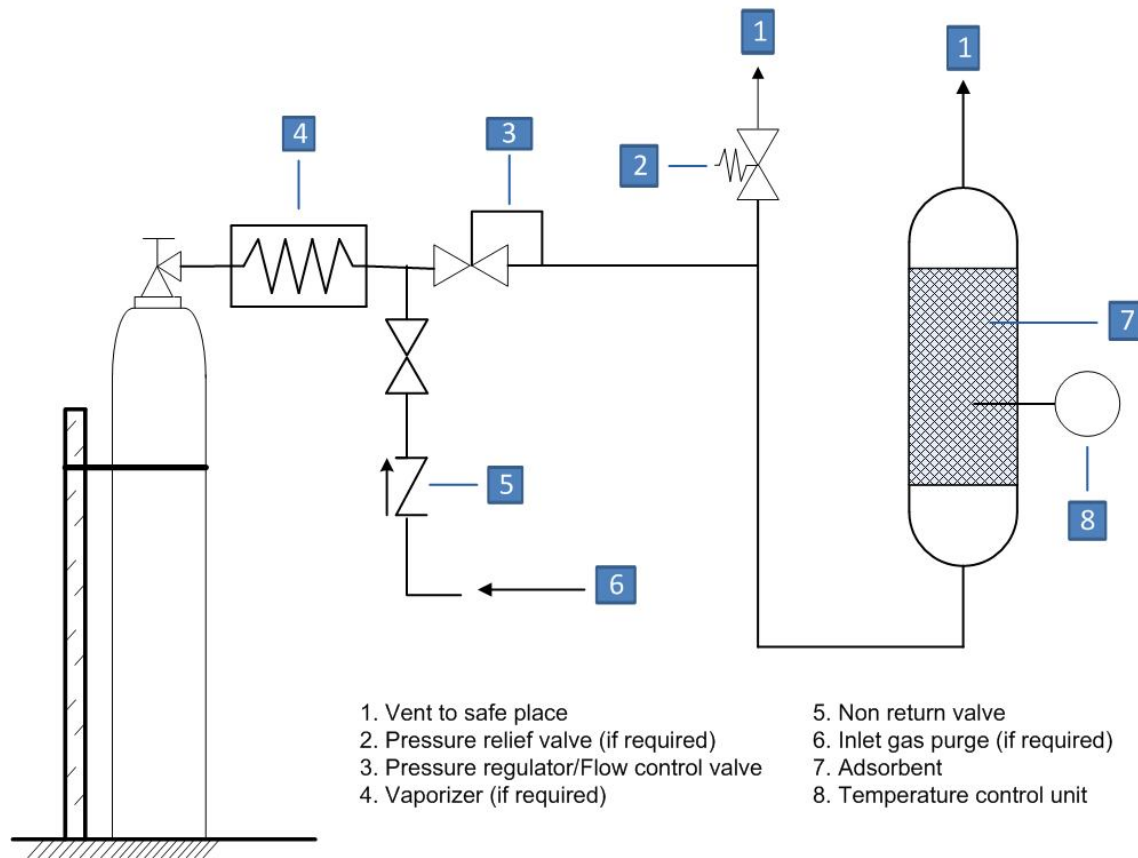 1
1
4
3
2
7
5
8
6
1. Vent to safe place
2. Pressure relief valve (if required)
3. Pressure regulator/Flow control valve
4. Vaporizer (if required)
5. Non return valve
6. Inlet gas purge (if required)
7. Adsorbent
8. Temperature control unit